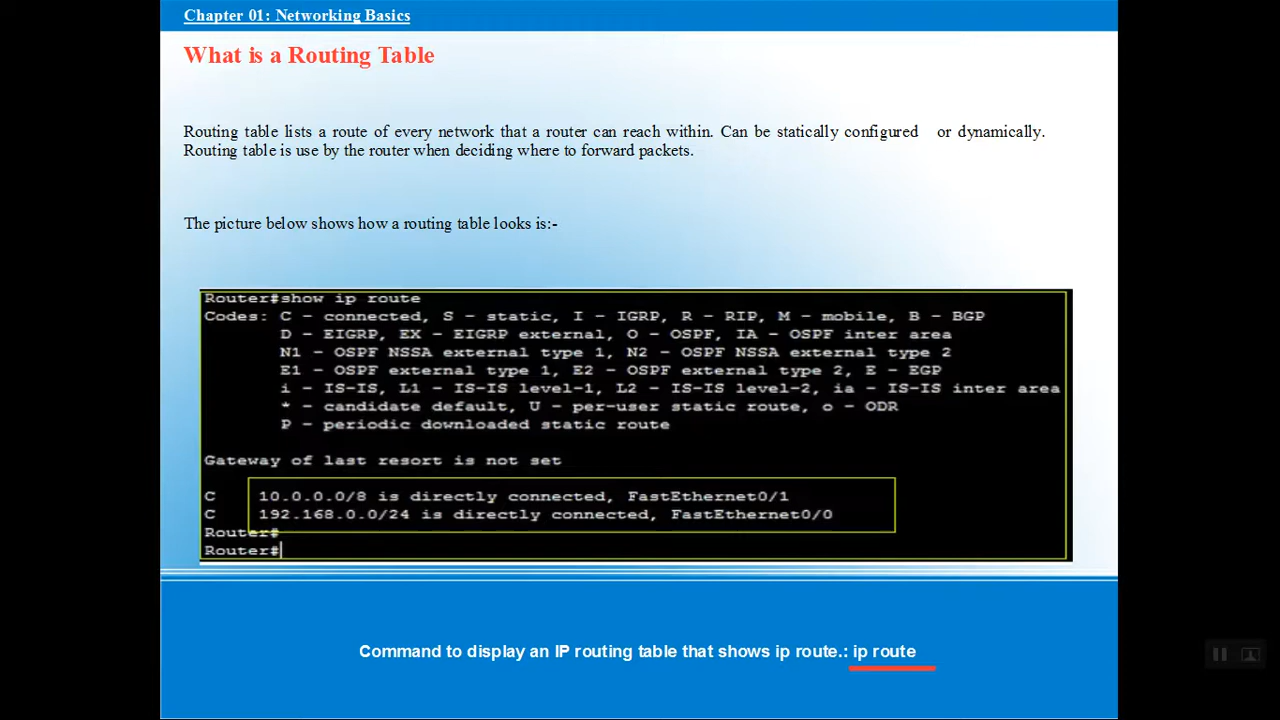 Chapter 01: Networking Basics
What is a Routing Table
Routing table lists a route of every network that a router can reach within. Can be statically configured or dynamically.
Routing table is use by the router when deciding where to forward packets.
The picture below shows how a routing table looks is:-
Router#show ip route
Codes: C - connected, S - static, I - IGRP, R - RIP, M - mobile, B - BGP
D - EIGRP, EX - EIGRP external, O - OSPF, IA - OSPF inter area
N1 - OSPF NSSA external type 1, N2 - OSPF NSSA external type 2
E1 - OSPF external type 1, E2 - OSPF external type 2, E - EGP
i - IS-IS, L1 - IS-IS level-1, L2 - IS-IS level-2, ia - IS-IS inter area
* - candidate default, U - per-user static route, o - ODR
P - periodic downloaded static route
Gateway of last resort is not set
C 10.0.0.0/8 is directly connected, FastEthernet0/1
C 192.168.0.0/24 is directly connected, FastEthernet0/0
Router#
Router#
Command to display an IP routing table that shows ip route.: ip route